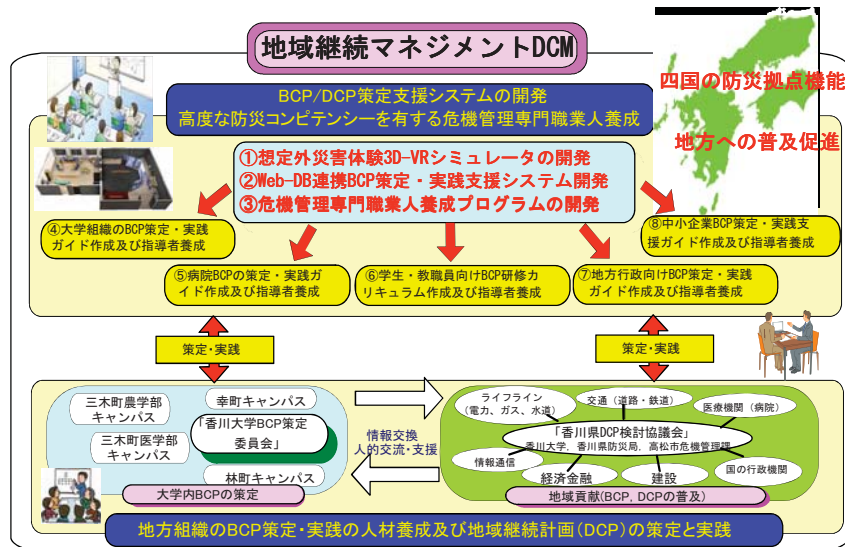 地域継続マネジメントDCM
四国の防災拠点機能
地方への普及促進
BCP/DCP策定支援システムの開発
高度な防災コンピテンシーを有する危機管理専門職業人養成
①想定外災害体験3D-VRシミュレータの開発
②Web-DB連携BCP策定・実践支援システム開発
③危機管理専門職業人養成プログラムの開発
④大学組織のBCP策定・実践
ガイド作成及び指導者養成
⑤病院BCPの策定・実践ガ
イド作成及び指導者養成
⑥学生・教職員向けBCP研修カ
リキュラム作成及び指導者養成
⑦地方行政向けBCP策定・実践
ガイド作成及び指導者養成
⑧中小企業BCP策定・実践支
援ガイド作成及び指導者養成
策定・実践
策定・実践
三木町農学部
キャンパス
幸町キャンパス
「香川大学BCP策定
委員会」
三木町医学部
キャンパス
林町キャンパス
大学内BCPの策定
情報交換
人的交流・支援
ライフライン
(電力、ガス、水道)
交通（道路・鉄道）
医療機関（病院）
「香川県DCP検討協議会」
香川大学，香川県防災局、高松市危機管理課
情報通信
経済金融
建設
国の行政機関
地域貢献(BCP, DCPの普及)
地方組織のBCP策定・実践の人材養成及び地域継続計画(DCP)の策定と実践